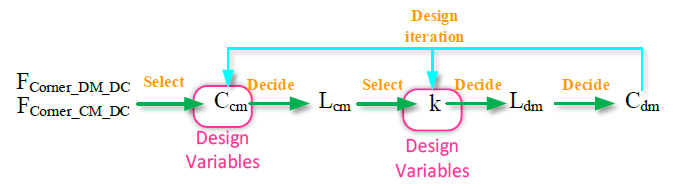 Design
iteration
F_Corner_DM_DC
F_Corner_CM_DC
Select
C_cm
Decide
L_cm
Select
k
Decide
L_dm
Decide
C_dm
Design
Variables
Design
Variables